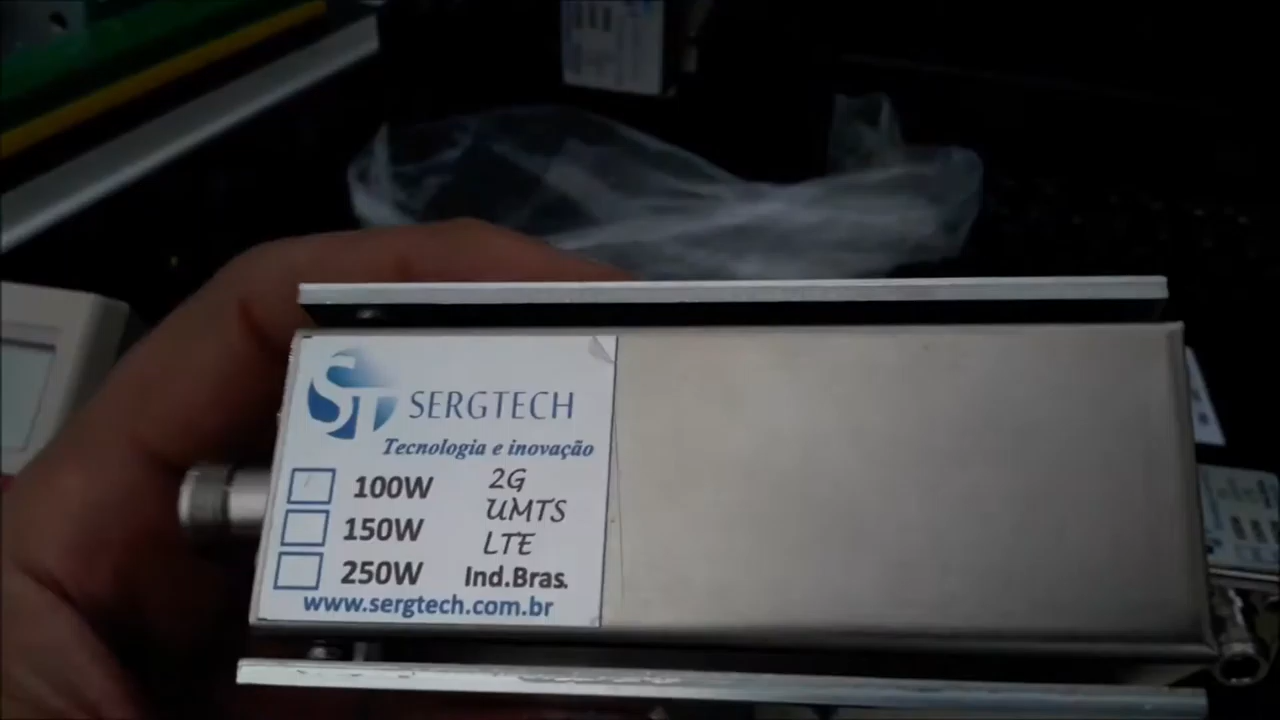 ST SERGTECH
Tecnologia e inovação
100W 2G
UMTS
150W
LTE
250W Ind.Bras.
www.sergtech.com.br